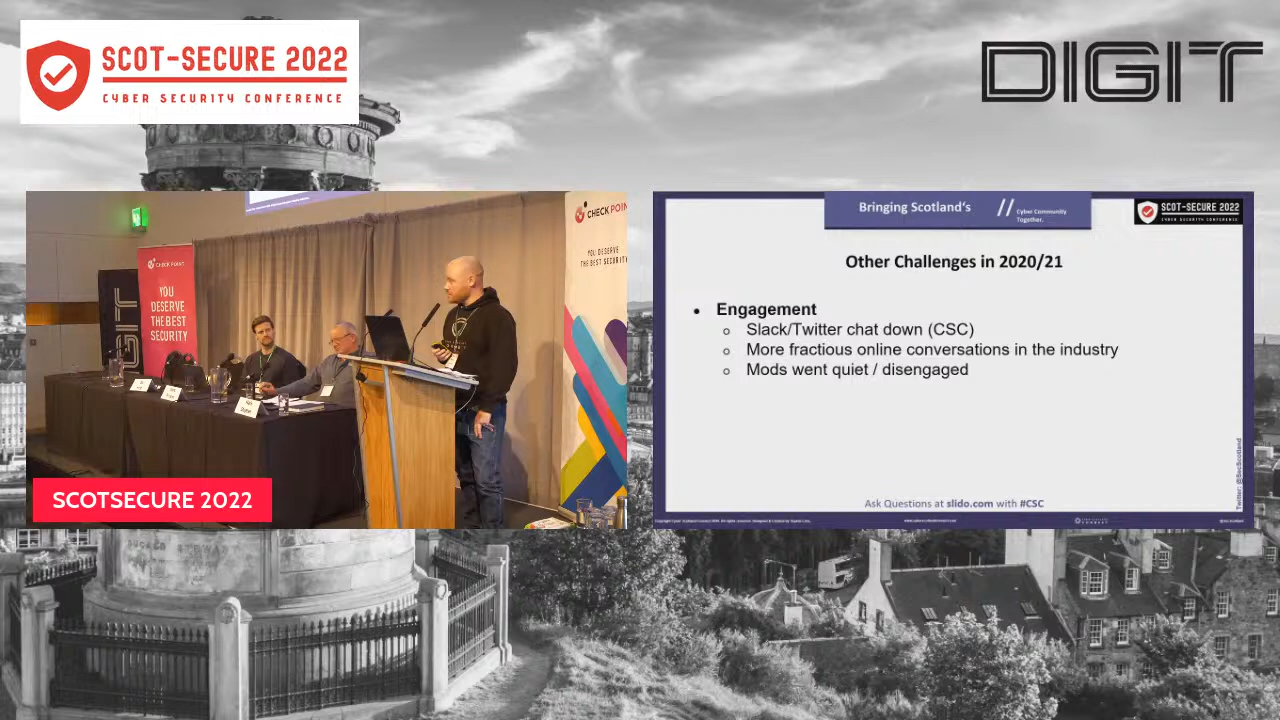 SCOT-SECURE 2022
CYBER SECURITY CONFERENCE
DIGIT
CHECK POINT
YOU
DESERVE
THE BEST
SECURITY
CHECK POIN
YOU DESERVE
THE BEST SECURITY
SCOTSECURE 2022
Bringing Scotland's // Cyber Community
Together.
SCOT-SECURE 2022
CYBER SECURITY CONFERENCE
Other Challenges in 2020/21
• Engagement
○ Slack/Twitter chat down (CSC)
○ More fractious online conversations in the industry
○ Mods went quiet / disengaged
Ask Questions at slido.com with #CSC